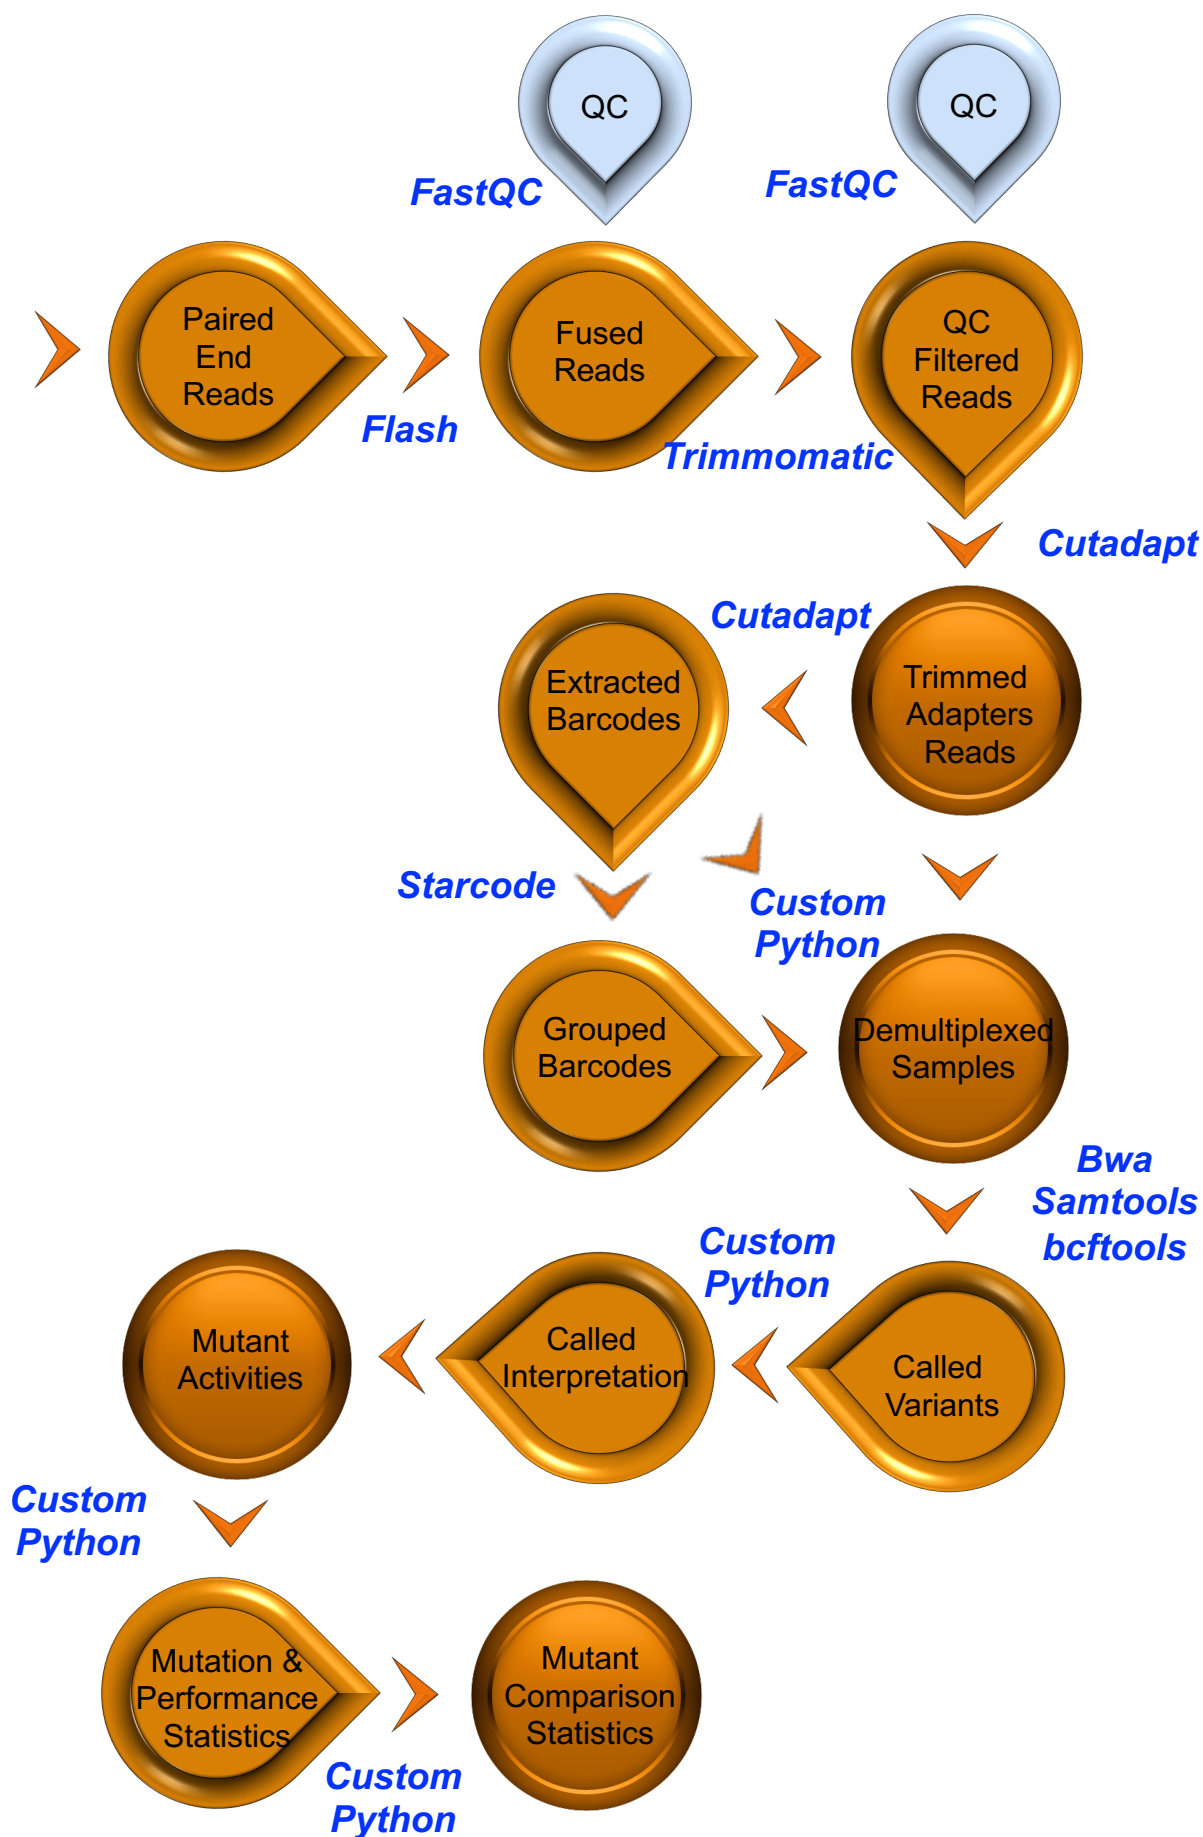 QC
QC
FastQC
FastQC
Paired
End
Reads
Fused
Reads
QC
Filtered
Reads
Flash
Trimmomatic
Cutadapt
Cutadapt
Extracted
Barcodes
Trimmed
Adapters
Reads
Starcode
Custom
Python
Grouped
Barcodes
Demultiplexed
Samples
Bwa
Samtools
bcftools
Custom
Python
Mutant
Activities
Called
Interpretation
Called
Variants
Custom
Python
Mutation &
Performance
Statistics
Mutant
Comparison
Statistics
Custom
Python